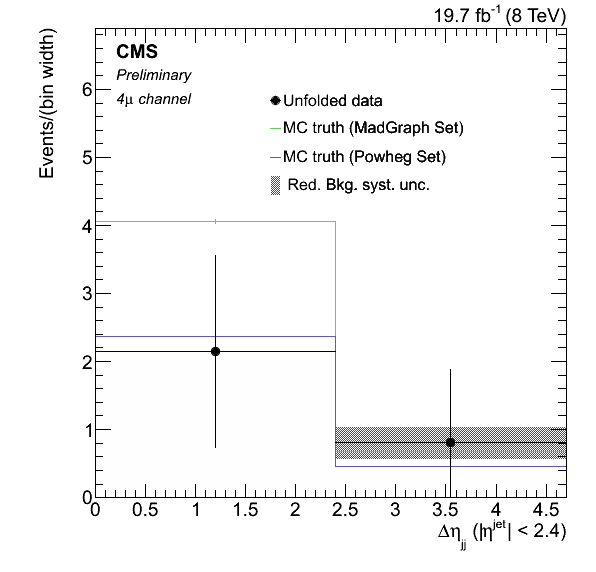 19.7 fb⁻¹ (8 TeV)
CMS
Preliminary
4μ channel
Events/(bin width)
Unfolded data
MC truth (MadGraph Set)
MC truth (Powheg Set)
Red. Bkg. syst. unc.
6
5
4
3
2
1
0
0 0.5 1 1.5 2 2.5 3 3.5 4 4.5
Δη_jj (|η^jet| < 2.4)